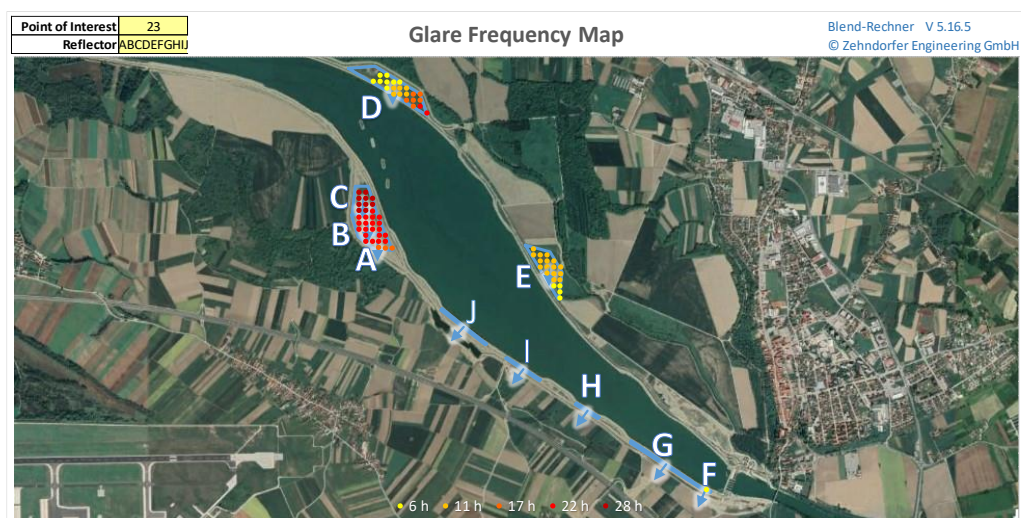 Point of Interest 23
Reflector ABCDEFGHIJ
Glare Frequency Map
Blend-Rechner V 5.16.5
© Zehndorfer Engineering GmbH
D
C
B
A
E
J
I
H
G
F
6 h 11 h 17 h 22 h 28 h